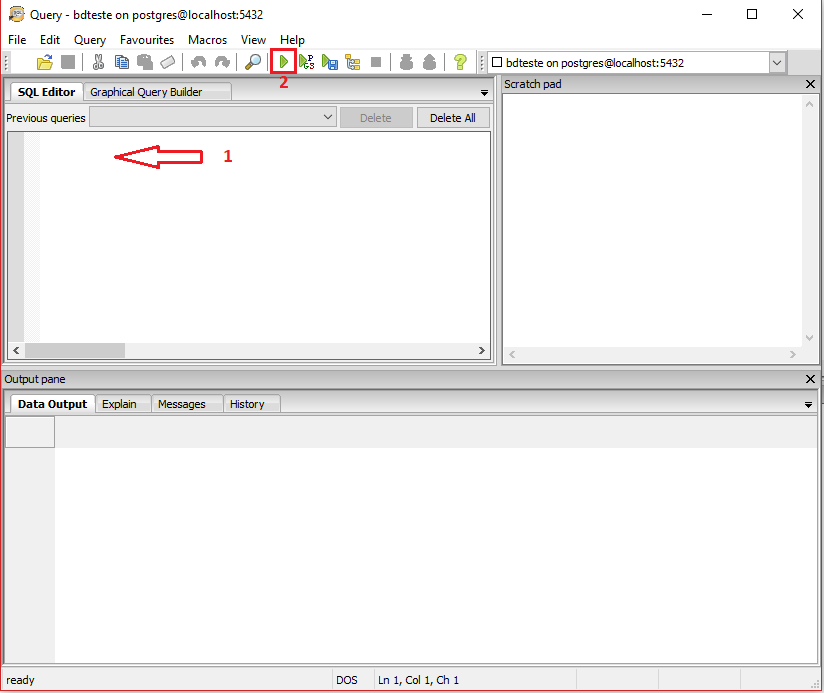 Query - bdteste on postgres@localhost:5432
File Edit Query Favourites Macros View Help
bdteste on postgres@localhost:5432
2
SQL Editor Graphical Query Builder
Scratch pad
Previous queries Delete Delete All
1
Output pane
Data Output Explain Messages History
ready DOS Ln 1, Col 1, Ch 1